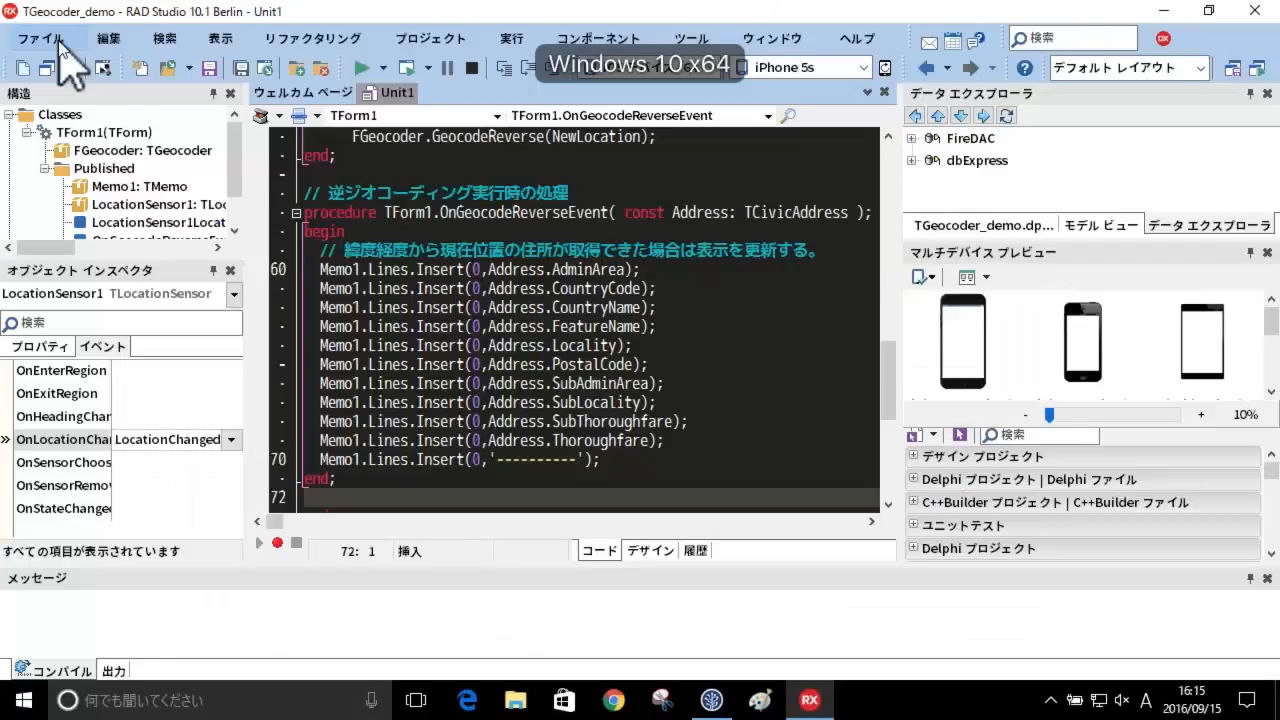 TGeocoder_demo - RAD Studio 10.1 Berlin - Unit1
ファイル 編集 検索 表示 リファクタリング プロジェクト 実行 コンポーネント ツール ウィンドウ ヘルプ 検索
Windows 10 x64
iPhone 5s デフォルト レイアウト
構造
Classes
TForm1(TForm)
FGeocoder: TGeocoder
Published
Memo1: TMemo
LocationSensor1: TLo
LocationSensor1Locat
オブジェクト インスペクタ
LocationSensor1 TLocationSensor
検索
プロパティ イベント
OnEnterRegion
OnExitRegion
OnHeadingChar
OnLocationCha LocationChanged
OnSensorChoos
OnSensorRemov
OnStateChanged
すべての項目が表示されています
ウェルカム ページ Unit1
TForm1 TForm1.OnGeocodeReverseEvent
FGeocoder.GeocodeReverse(NewLocation);
end;
// 逆ジオコーディング実行時の処理
procedure TForm1.OnGeocodeReverseEvent( const Address: TCivicAddress );
begin
// 緯度経度から現在位置の住所が取得できた場合は表示を更新する。
60 Memo1.Lines.Insert(0,Address.AdminArea);
Memo1.Lines.Insert(0,Address.CountryCode);
Memo1.Lines.Insert(0,Address.CountryName);
Memo1.Lines.Insert(0,Address.FeatureName);
Memo1.Lines.Insert(0,Address.Locality);
Memo1.Lines.Insert(0,Address.PostalCode);
Memo1.Lines.Insert(0,Address.SubAdminArea);
Memo1.Lines.Insert(0,Address.SubLocality);
Memo1.Lines.Insert(0,Address.SubThoroughfare);
Memo1.Lines.Insert(0,Address.Thoroughfare);
70 Memo1.Lines.Insert(0,'----------');
end;
72
72: 1 挿入 コード デザイン 履歴
データ エクスプローラ
FireDAC
dbExpress
TGeocoder_demo.dp... モデル ビュー データ エクスプローラ
マルチデバイス プレビュー
- + 10%
検索
デザイン プロジェクト
Delphi プロジェクト | Delphi ファイル
C++Builder プロジェクト | C++Builder ファイル
ユニットテスト
Delphi プロジェクト
メッセージ
コンパイル 出力
何でも聞いてください
A 16:15
2016/09/15